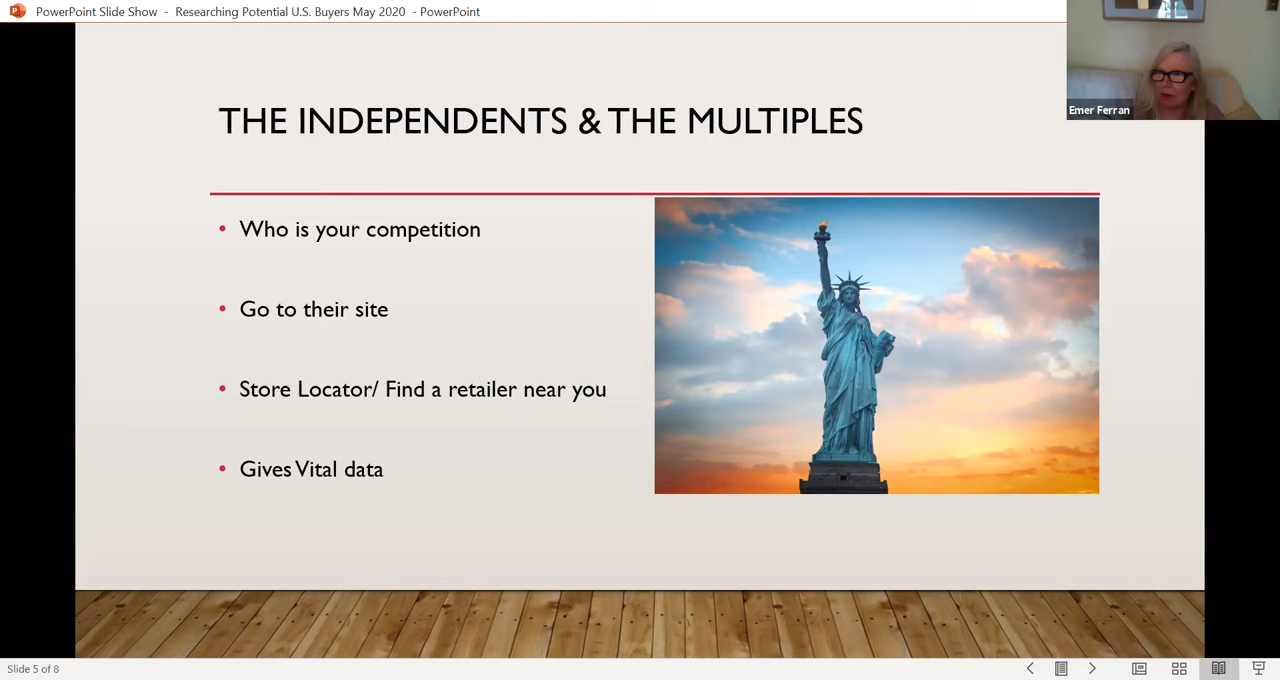 PowerPoint Slide Show - Researching Potential U.S. Buyers May 2020 - PowerPoint
Emer Ferran
THE INDEPENDENTS & THE MULTIPLES
• Who is your competition
• Go to their site
• Store Locator/ Find a retailer near you
• Gives Vital data
Slide 5 of 8